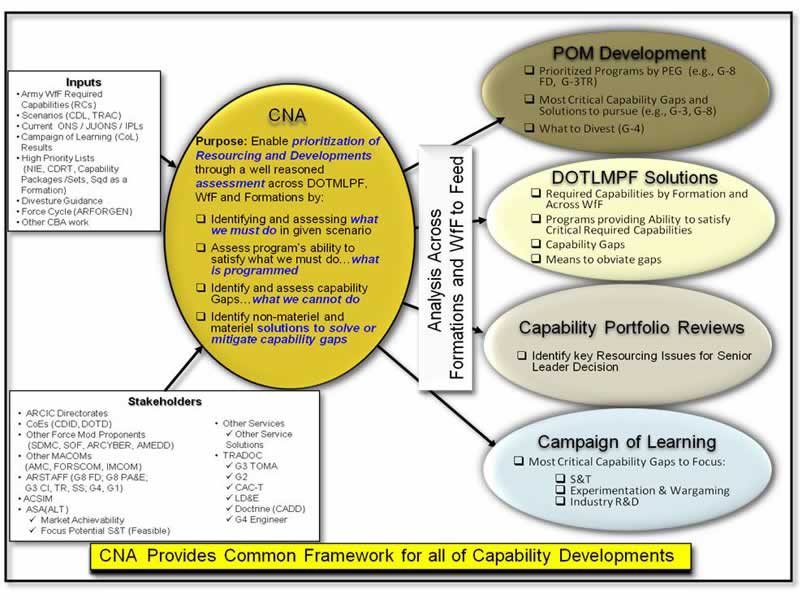 Inputs
• Army WfF Required
Capabilities (RCs)
• Scenarios (CDL, TRAC)
• Current ONS / JUONS / IPLs
• Campaign of Learning (CoL)
Results
• High Priority Lists
(NIE, CDRT, Capability
Packages /Sets, Sqd as a
Formation)
• Divesture Guidance
• Force Cycle (ARFORGEN)
• Other CBA work
CNA
Purpose: Enable prioritization of
Resourcing and Developments
through a well reasoned
assessment across DOTMLPF,
WfF and Formations by:
❑ Identifying and assessing what
we must do in given scenario
❑ Assess program's ability to
satisfy what we must do… what
is programmed
❑ Identify and assess capability
Gaps… what we cannot do
❑ Identify non-materiel and
materiel solutions to solve or
mitigate capability gaps
Stakeholders
• ARCIC Directorates
• CoEs (CDID, DOTD)
• Other Force Mod Proponents
(SDMC, SOF, ARCYBER, AMEDD)
• Other MACOMs
(AMC, FORSCOM, IMCOM)
• ARSTAFF (G8 FD, G8 PA&E,
G3 CI, TR, SS, G4, G1)
• ACSIM
• ASA(ALT)
✓ Market Achievability
✓ Focus Potential S&T (Feasible)
• Other Services
✓ Other Service
Solutions
• TRADOC
✓ G3 TOMA
✓ G2
✓ CAC-T
✓ LD&E
✓ Doctrine (CADD)
✓ G4 Engineer
Analysis Across
Formations and WfF to Feed
POM Development
❑ Prioritized Programs by PEG (e.g., G-8
FD, G-3TR)
❑ Most Critical Capability Gaps and
Solutions to pursue (e.g., G-3, G-8)
❑ What to Divest (G-4)
DOTLMPF Solutions
❑ Required Capabilities by Formation and
Across WfF
❑ Programs providing Ability to satisfy
Critical Required Capabilities
❑ Capability Gaps
❑ Means to obviate gaps
Capability Portfolio Reviews
❑ Identify key Resourcing Issues for Senior
Leader Decision
Campaign of Learning
❑ Most Critical Capability Gaps to Focus:
❑ S&T
❑ Experimentation & Wargaming
❑ Industry R&D
CNA Provides Common Framework for all of Capability Developments